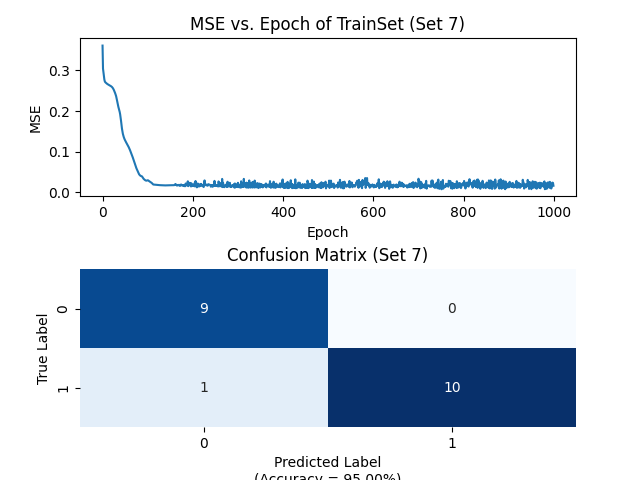 MSE vs. Epoch of TrainSet (Set 7)
MSE
0.3
0.2
0.1
0.0
0 200 400 600 800 1000
Epoch
Confusion Matrix (Set 7)
True Label
0
1
9 0
1 10
0 1
Predicted Label
(Accuracy = 95.00%)